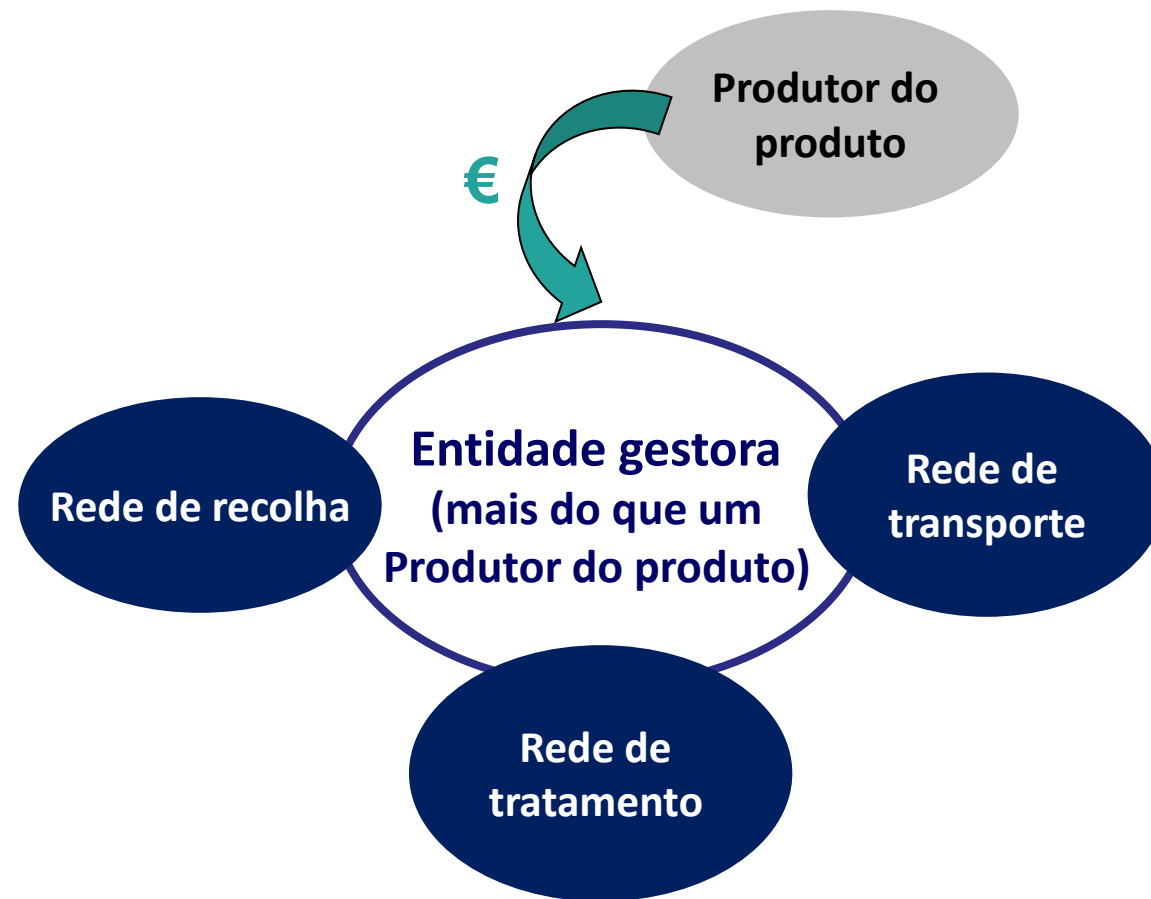 Produtor do
produto
€
Entidade gestora
(mais do que um
Produtor do produto)
Rede de recolha
Rede de
transporte
Rede de
tratamento